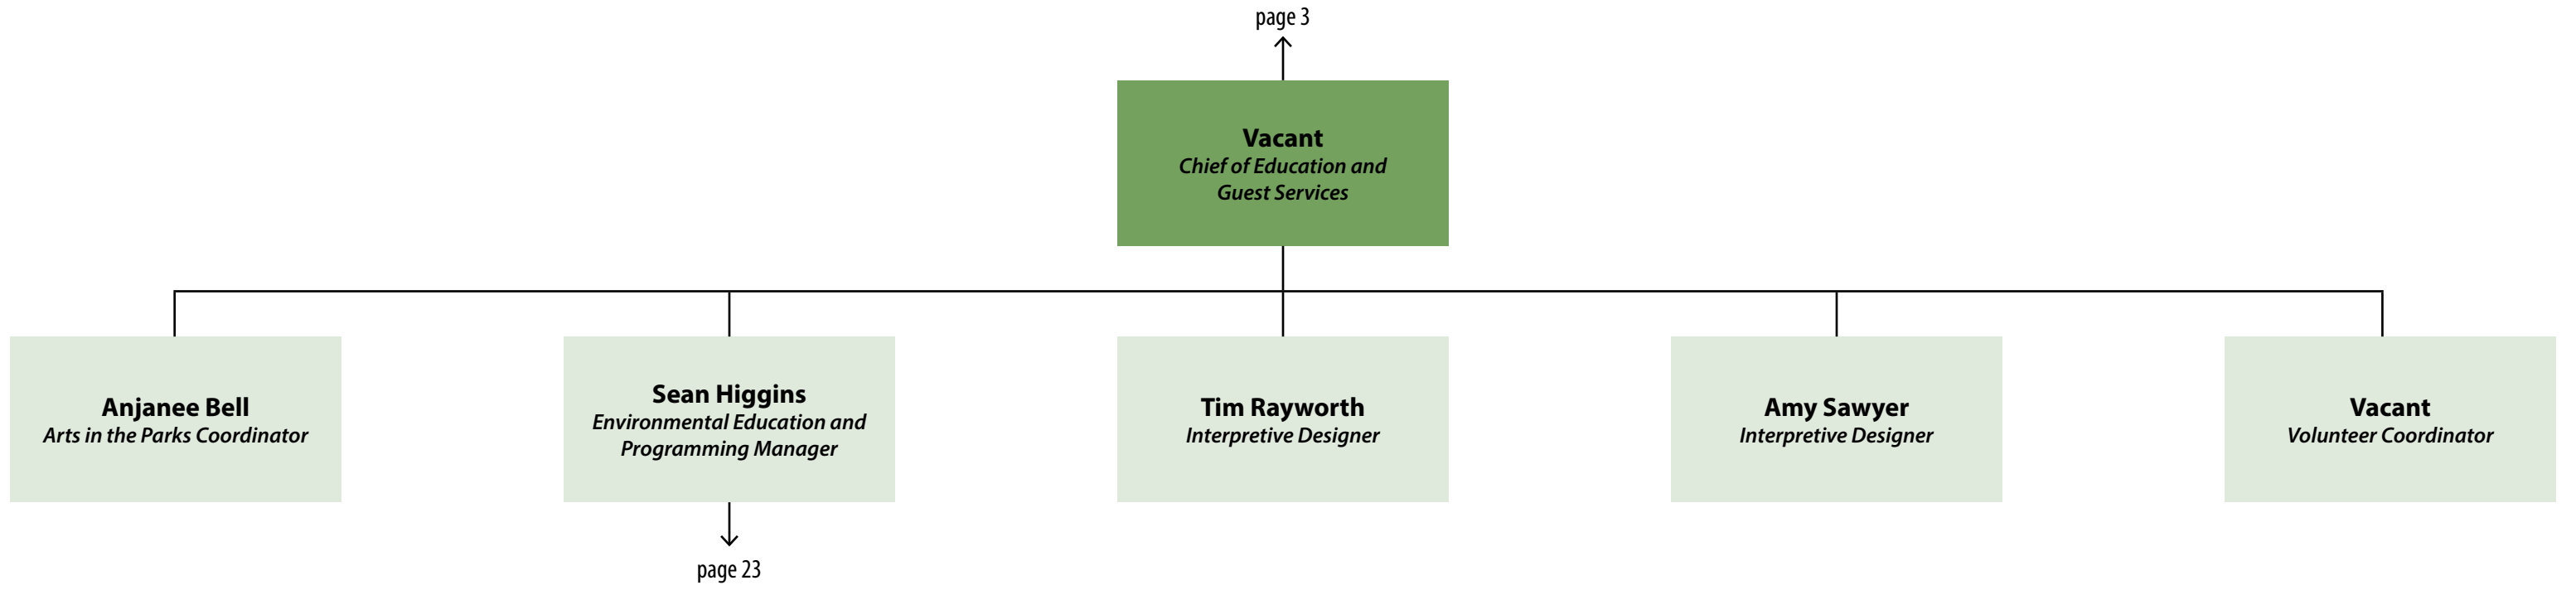 page 3
Vacant
Chief of Education and
Guest Services
Anjanee Bell
Arts in the Parks Coordinator
Sean Higgins
Environmental Education and
Programming Manager
Tim Rayworth
Interpretive Designer
Amy Sawyer
Interpretive Designer
Vacant
Volunteer Coordinator
page 23